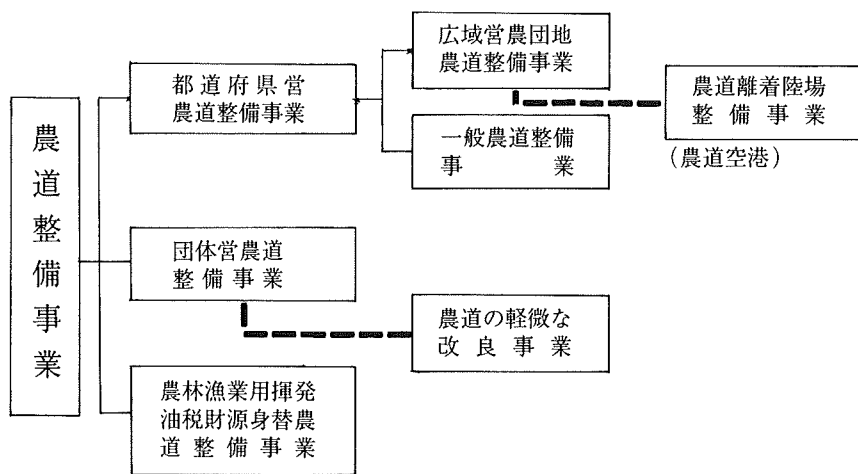 農道整備事業
都道府県営
農道整備事業
広域営農団地
農道整備事業
農道離着陸場
整備事業
(農道空港)
一般農道整備
事業
団体営農道
整備事業
農道の軽微な
改良事業
農林漁業用揮発
油税財源身替農
道整備事業